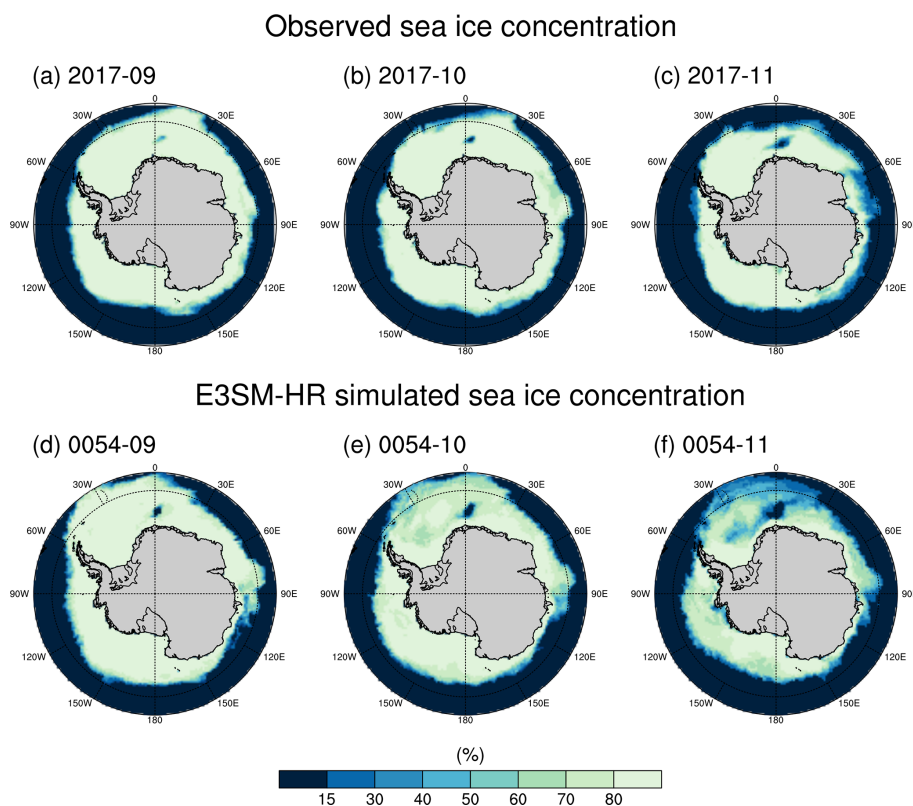 Observed sea ice concentration
(a) 2017-09
(b) 2017-10
(c) 2017-11
0
0
0
30W
30E
30W
30E
30W
30E
60W
60E
60W
60E
60W
60E
90W
90E
90W
90E
90W
90E
120W
120E
120W
120E
120W
120E
150W
150E
150W
150E
150W
150E
180
180
180
E3SM-HR simulated sea ice concentration
(d) 0054-09
(e) 0054-10
(f) 0054-11
0
0
0
30W
30E
30W
30E
30W
30E
60W
60E
60W
60E
60W
60E
90W
90E
90W
90E
90W
90
120W
120E
120W
120E
120W
120E
150W
150E
150W
150E
150W
150E
180
180
180
(%)
15 30 40 50 60 70 80